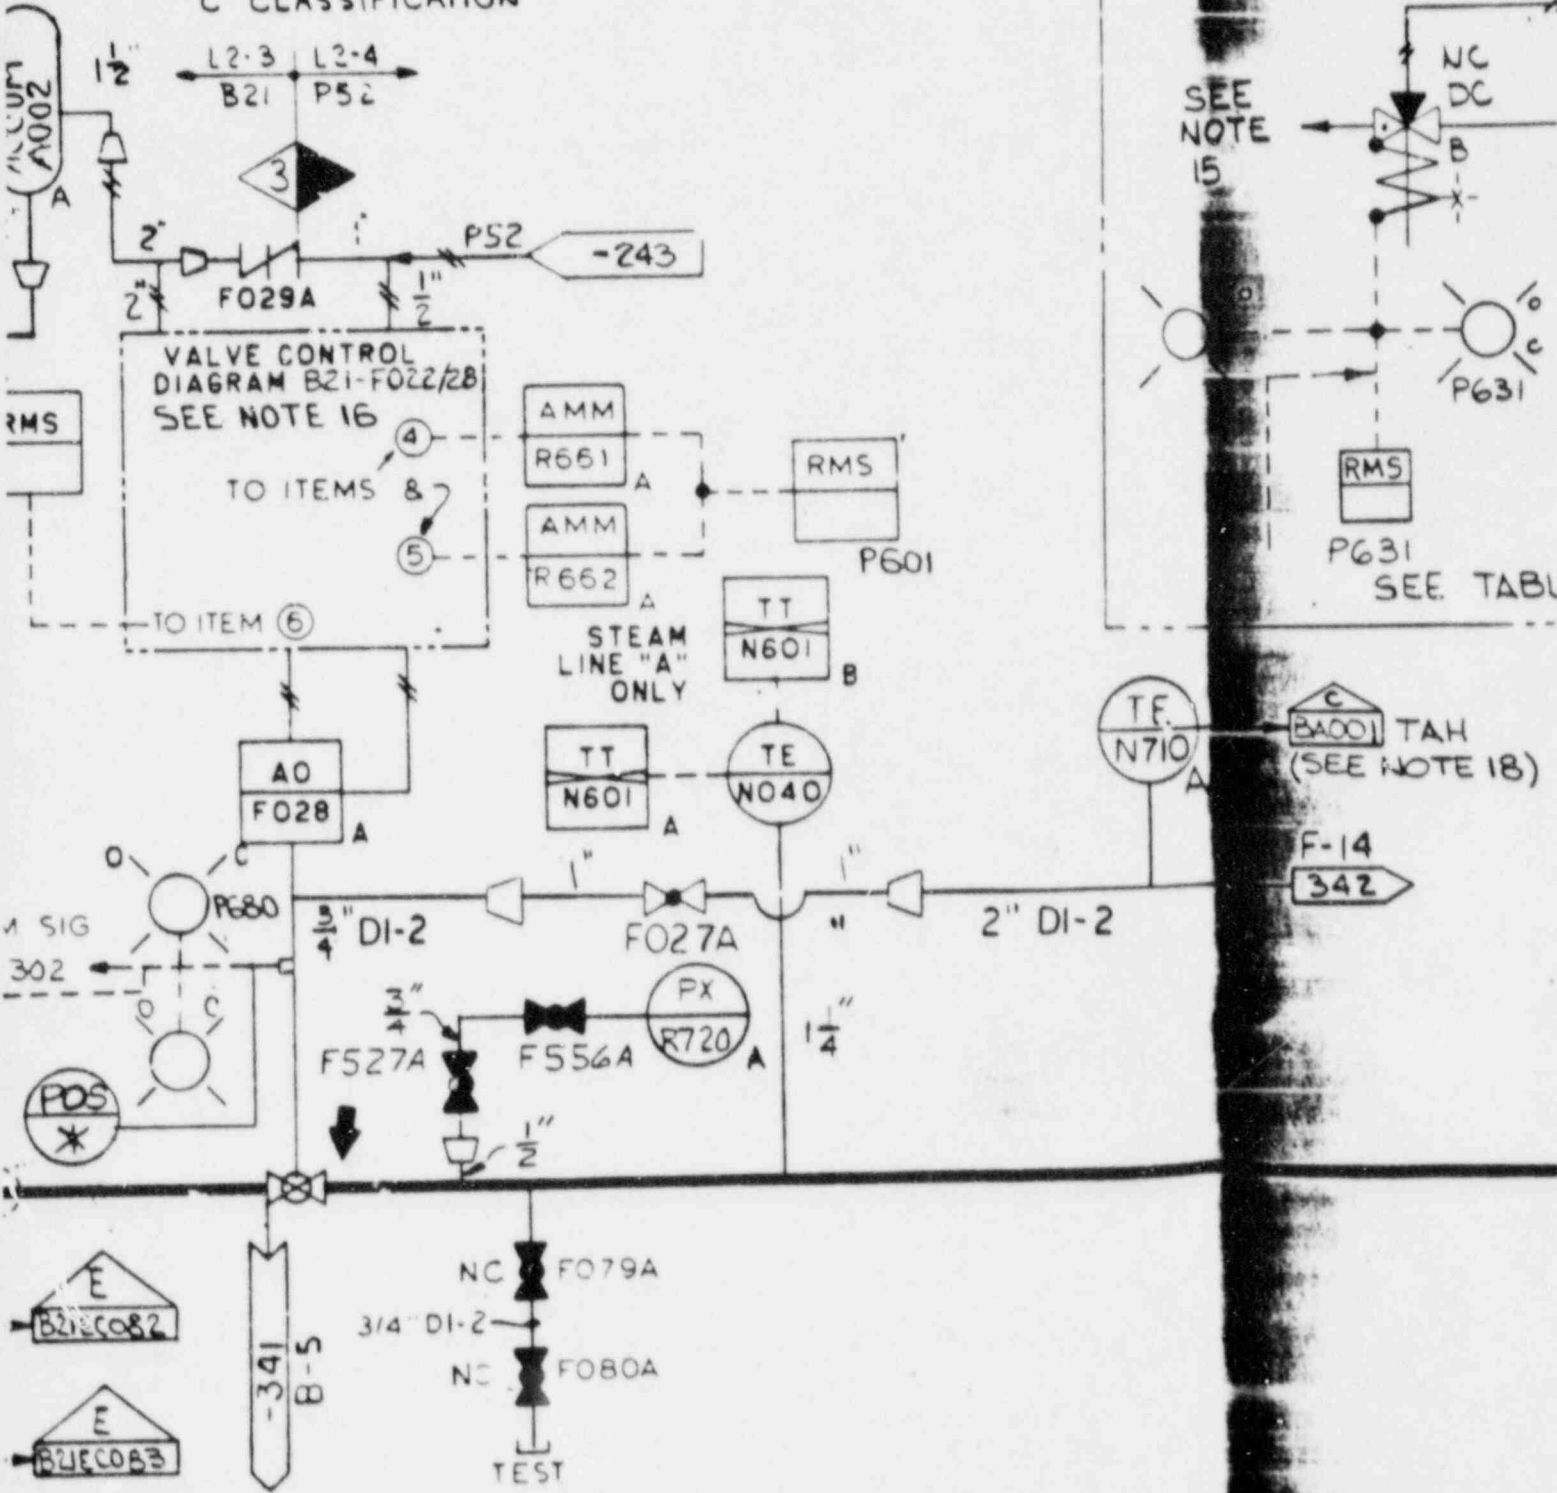 C CLASSIFICATION
1 1/2"
L2-3
L2-4
B21
P52
A002
A
3
2"
1"
P52
-243
F029A
2"
1/2"
VALVE CONTROL
DIAGRAM B21-F022/28
SEE NOTE 16
4
TO ITEMS &
5
TO ITEM 6
RMS
AMM
R661
A
AMM
R662
A
RMS
P601
STEAM
LINE "A"
ONLY
TT
N601
B
TT
N601
A
TE
N040
AO
F028
A
O
C
P680
SIG
302
O
C
POS
*
3/4" DI-2
1"
F027A
1"
"
2" DI-2
3/4"
F527A
F556A
PX
R720
A
1 1/4"
1/2"
NC
F079A
3/4" DI-2
NC
F080A
TEST
-341
B-5
E
B21EC082
E
B21EC083
SEE
NOTE
15
NC
DC
B
X
O
C
P631
RMS
P631
SEE
TE
N710
A
C
BA001
TAH
(SEE NOTE 18)
F-14
342